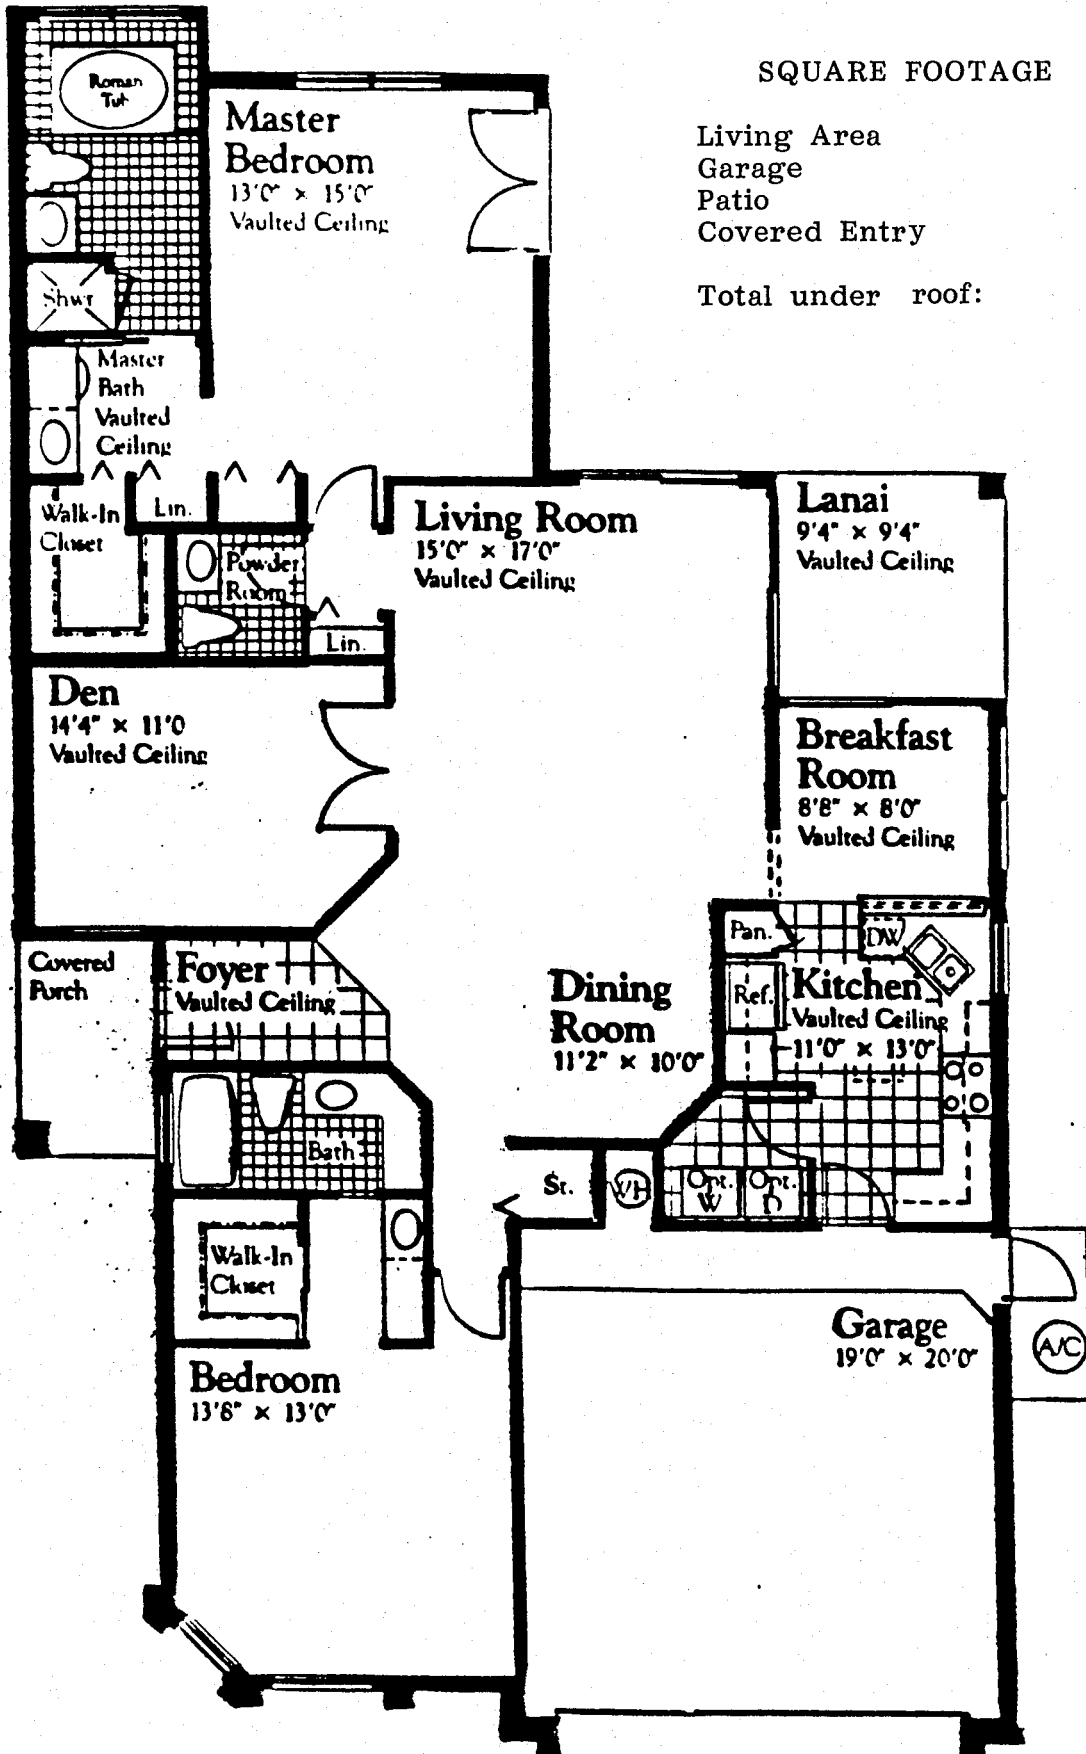 SQUARE FOOTAGE
Living Area
Garage
Patio
Covered Entry
Total under roof:
Roman
Tub
Master
Bedroom
13'0" × 15'0"
Vaulted Ceiling
Shwr
Master
Bath
Vaulted
Ceiling
Walk-In
Closet
Lin.
Powder
Room
Lin.
Living Room
15'0" × 17'0"
Vaulted Ceiling
Lanai
9'4" × 9'4"
Vaulted Ceiling
Den
14'4" × 11'0
Vaulted Ceiling
Breakfast
Room
8'8" × 8'0"
Vaulted Ceiling
Pan.
DW
Covered
Porch
Foyer
Vaulted Ceiling
Dining
Room
11'2" × 10'0"
Ref.
Kitchen
Vaulted Ceiling
11'0" × 13'0"
Bath
St.
WH
Opt.
W
Opt.
D
Walk-In
Closet
Garage
19'0" × 20'0"
A/C
Bedroom
13'8" × 13'0"